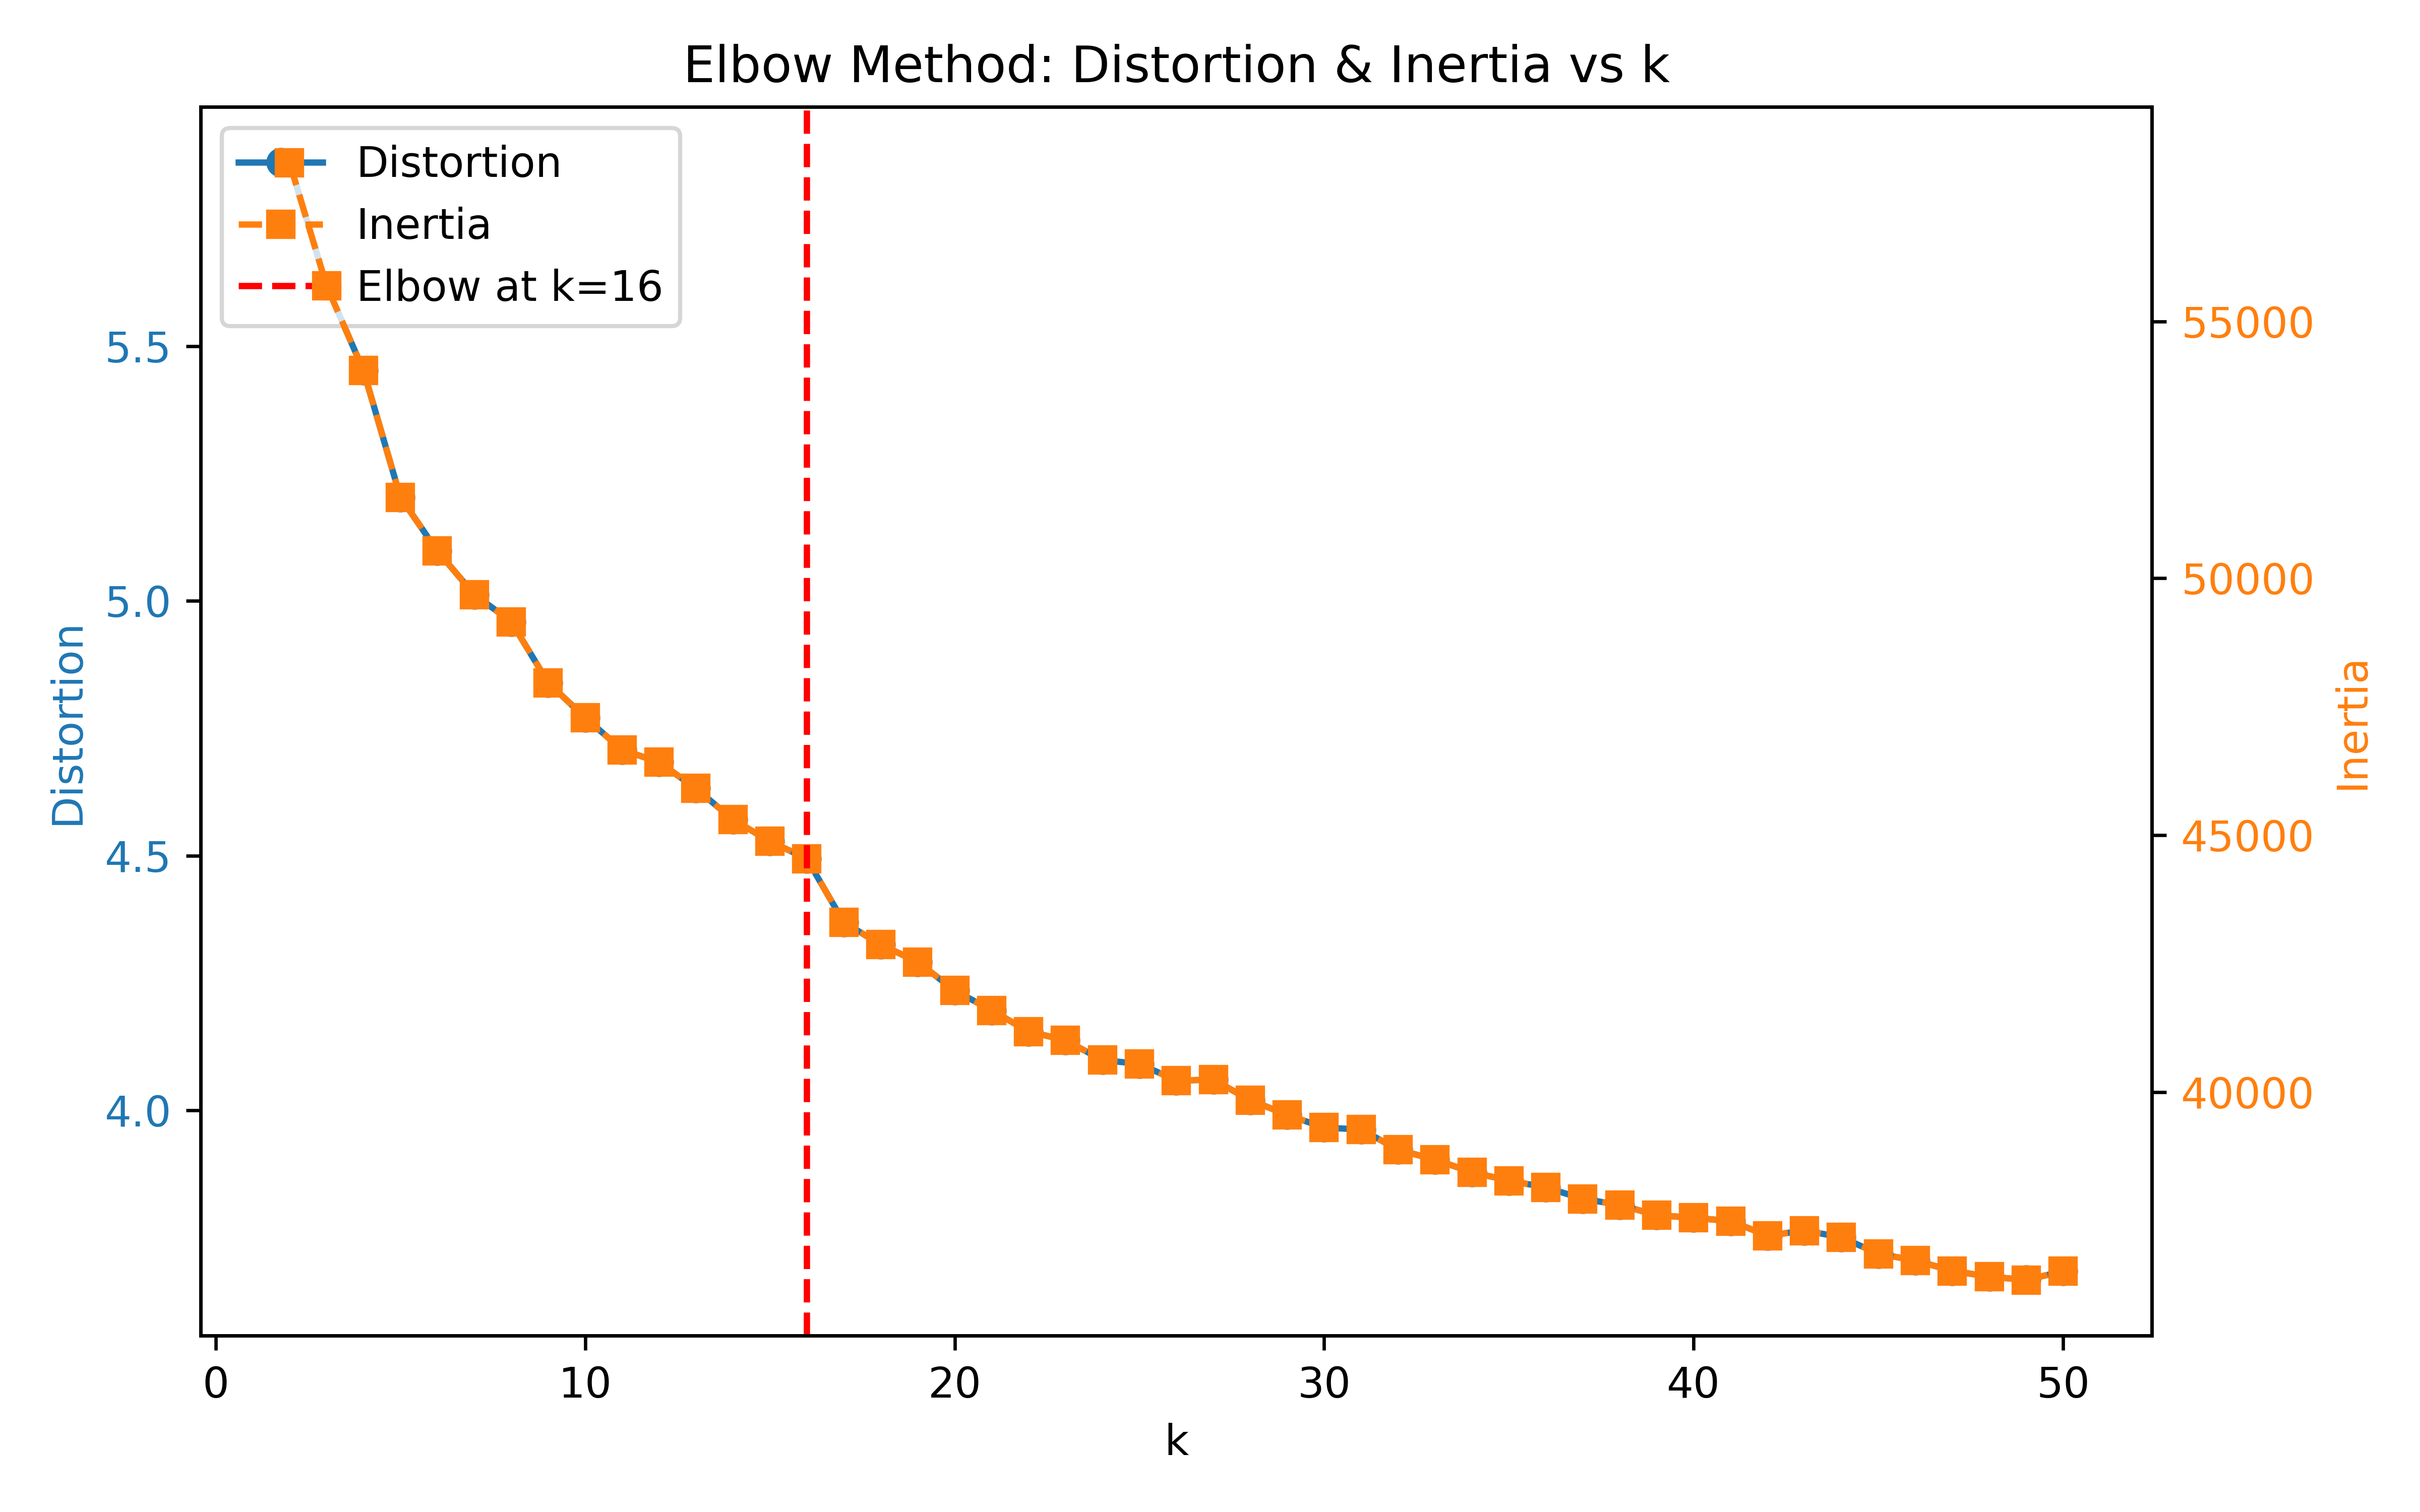 Elbow Method: Distortion & Inertia vs k
Distortion
Inertia
Elbow at k=16
5.5
5.0
4.5
4.0
Distortion
55000
50000
45000
40000
Inertia
0 10 20 30 40 50
k